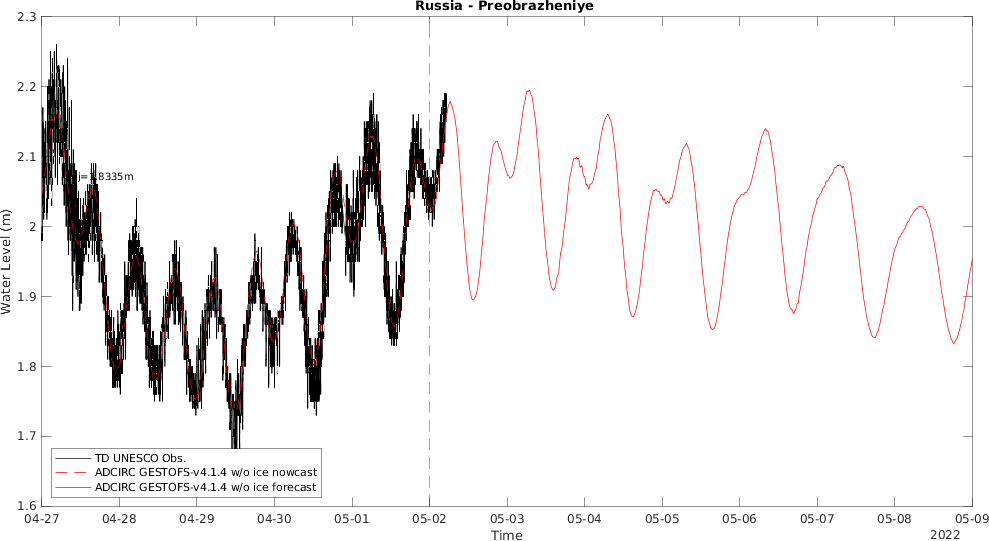 Russia - Preobrazheniye
2.3
2.2
2.1
2
1.9
1.8
1.7
1.6
Water Level (m)
j=1.8335m
TD UNESCO Obs.
ADCIRC GESTOFS-v4.1.4 w/o ice nowcast
ADCIRC GESTOFS-v4.1.4 w/o ice forecast
04-27 04-28 04-29 04-30 05-01 05-02 05-03 05-04 05-05 05-06 05-07 05-08 05-09
Time
2022